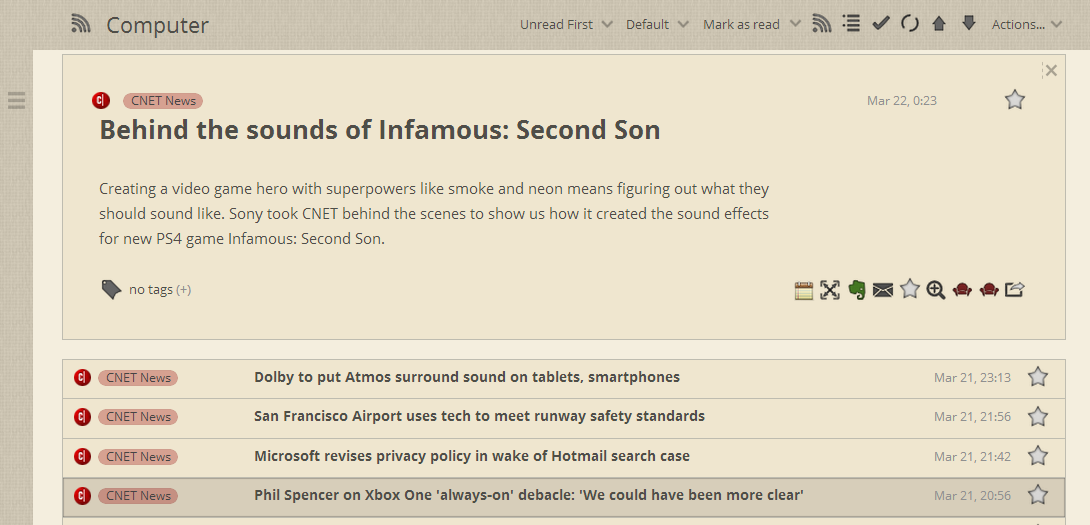 Computer
Unread First
Default
Mark as read
Actions...
CNET News
Mar 22, 0:23
Behind the sounds of Infamous: Second Son
Creating a video game hero with superpowers like smoke and neon means figuring out what they
should sound like. Sony took CNET behind the scenes to show us how it created the sound effects
for new PS4 game Infamous: Second Son.
no tags (+)
CNET News Dolby to put Atmos surround sound on tablets, smartphones Mar 21, 23:13
CNET News San Francisco Airport uses tech to meet runway safety standards Mar 21, 21:56
CNET News Microsoft revises privacy policy in wake of Hotmail search case Mar 21, 21:42
CNET News Phil Spencer on Xbox One 'always-on' debacle: 'We could have been more clear' Mar 21, 20:56